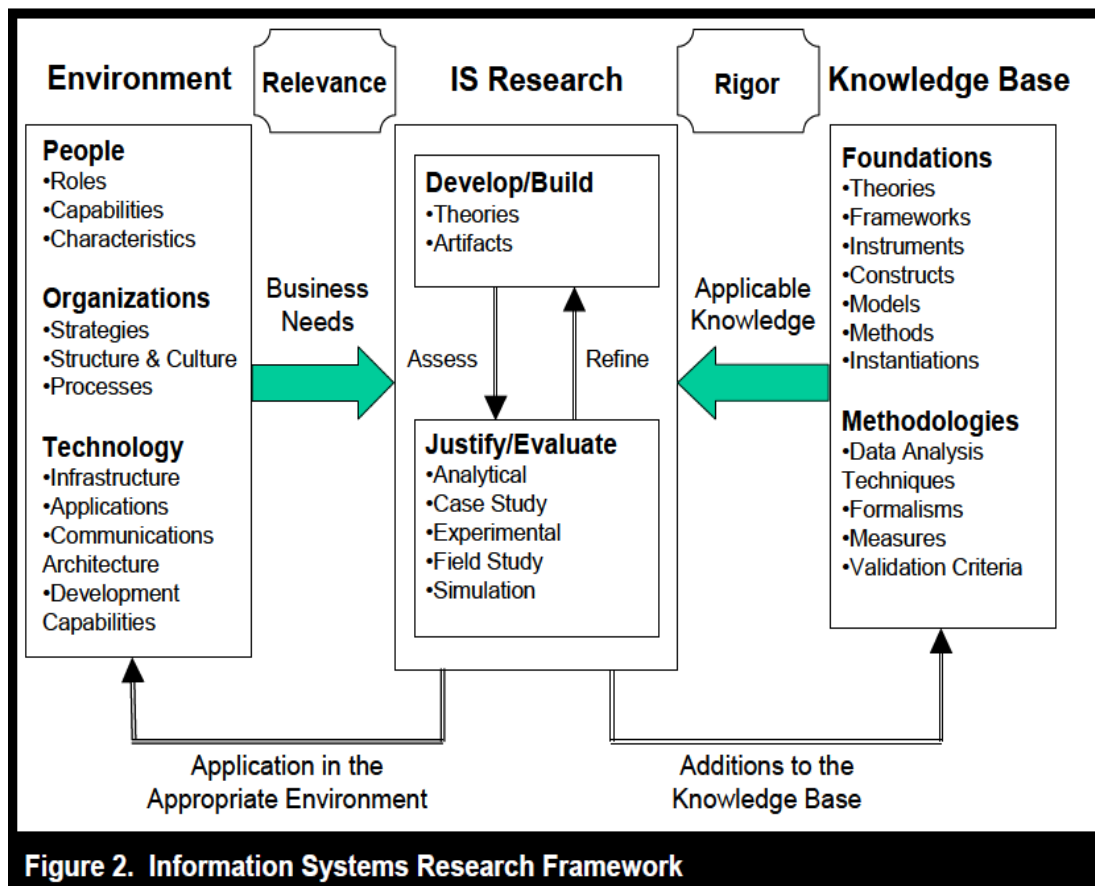 Environment
Relevance
IS Research
Rigor
Knowledge Base
People
•Roles
•Capabilities
•Characteristics
Organizations
•Strategies
•Structure & Culture
•Processes
Technology
•Infrastructure
•Applications
•Communications
Architecture
•Development
Capabilities
Business
Needs
Develop/Build
•Theories
•Artifacts
Assess
Refine
Justify/Evaluate
•Analytical
•Case Study
•Experimental
•Field Study
•Simulation
Applicable
Knowledge
Foundations
•Theories
•Frameworks
•Instruments
•Constructs
•Models
•Methods
•Instantiations
Methodologies
•Data Analysis
Techniques
•Formalisms
•Measures
•Validation Criteria
Application in the
Appropriate Environment
Additions to the
Knowledge Base
Figure 2. Information Systems Research Framework